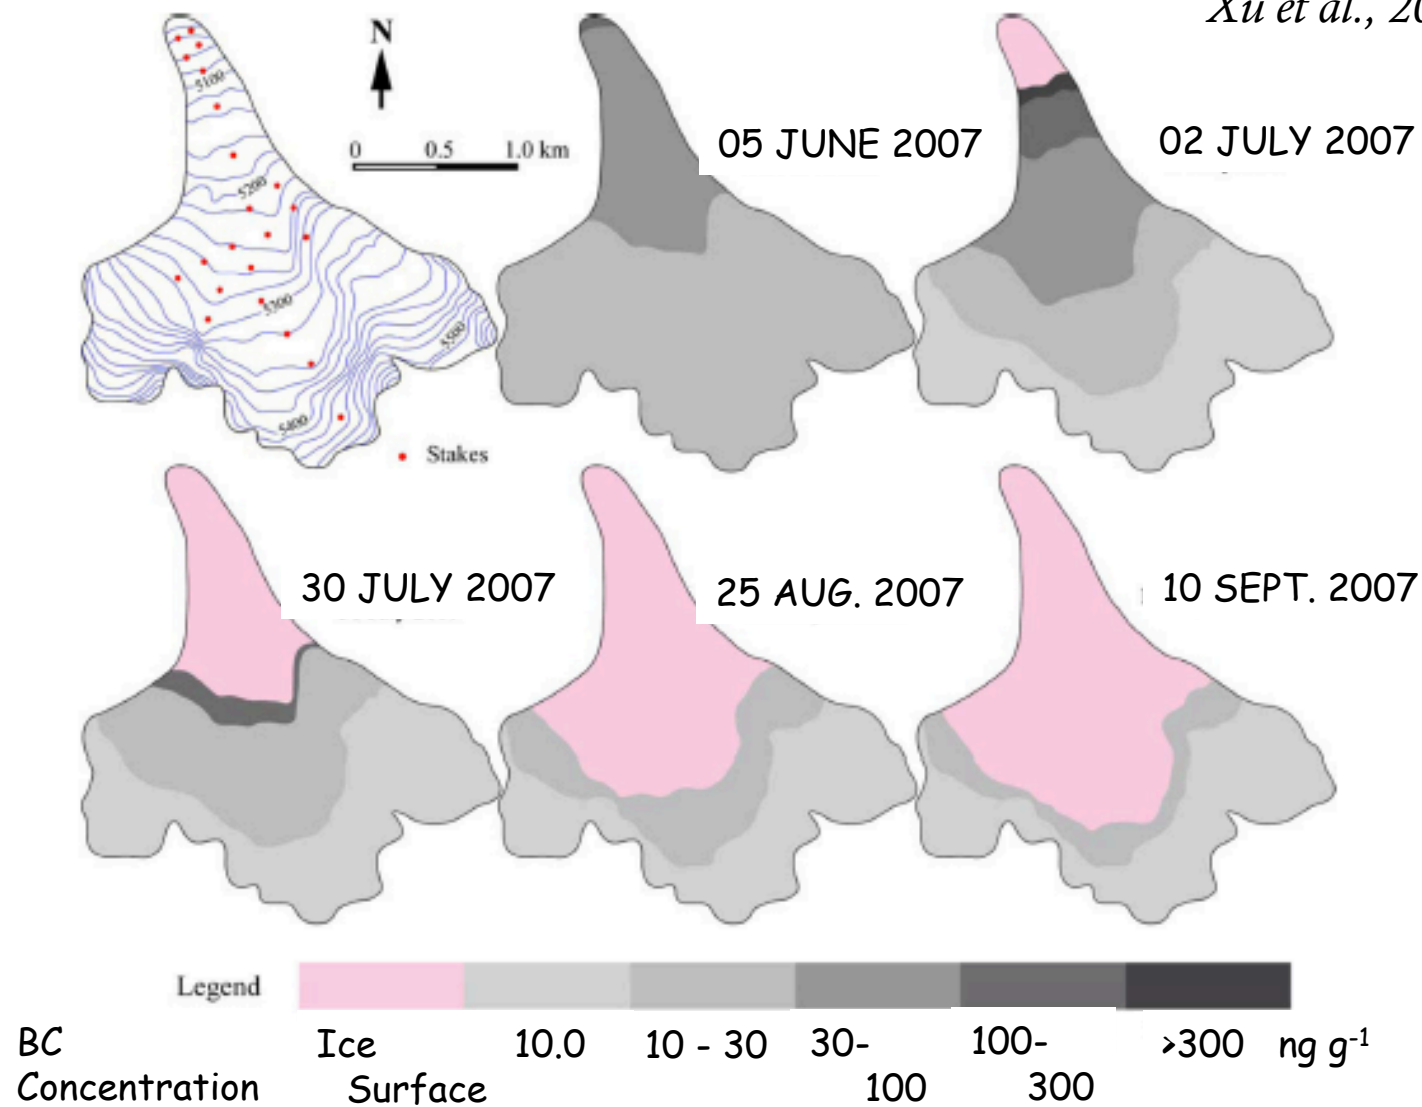 Xu et al., 20
N
0 0.5 1.0 km
05 JUNE 2007
02 JULY 2007
5100
5200
5300
5500
5400
Stakes
30 JULY 2007
25 AUG. 2007
10 SEPT. 2007
Legend
BC Ice 10.0 10 - 30 30- 100- >300 ng g-1
Concentration Surface 100 300